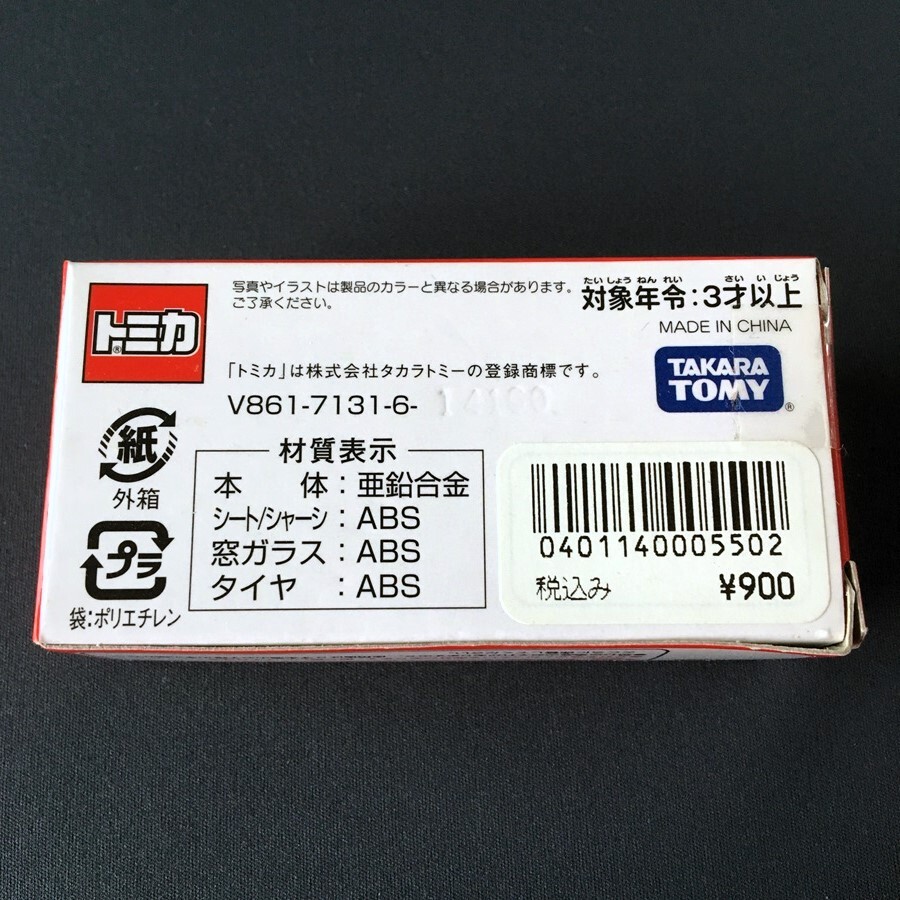 トミカ®
写真やイラストは製品のカラーと異なる場合があります。
ご了承ください。
たいしょう ねん れい さい い じょう
対象年令:3才以上
MADE IN CHINA
「トミカ」は株式会社タカラトミーの登録商標です。
TAKARA
TOMY®
V861-7131-6-
紙
外箱
プラ
袋:ポリエチレン
材質表示
本 体:亜鉛合金
シート/シャーシ:ABS
窓ガラス:ABS
タイヤ:ABS
0401140005502
税込み ¥900